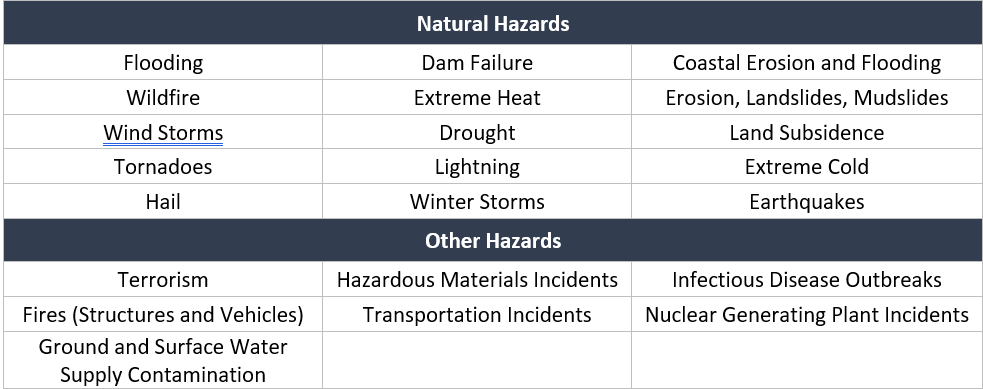 Natural Hazards
Flooding Dam Failure Coastal Erosion and Flooding
Wildfire Extreme Heat Erosion, Landslides, Mudslides
Wind Storms Drought Land Subsidence
Tornadoes Lightning Extreme Cold
Hail Winter Storms Earthquakes
Other Hazards
Terrorism Hazardous Materials Incidents Infectious Disease Outbreaks
Fires (Structures and Vehicles) Transportation Incidents Nuclear Generating Plant Incidents
Ground and Surface Water
Supply Contamination